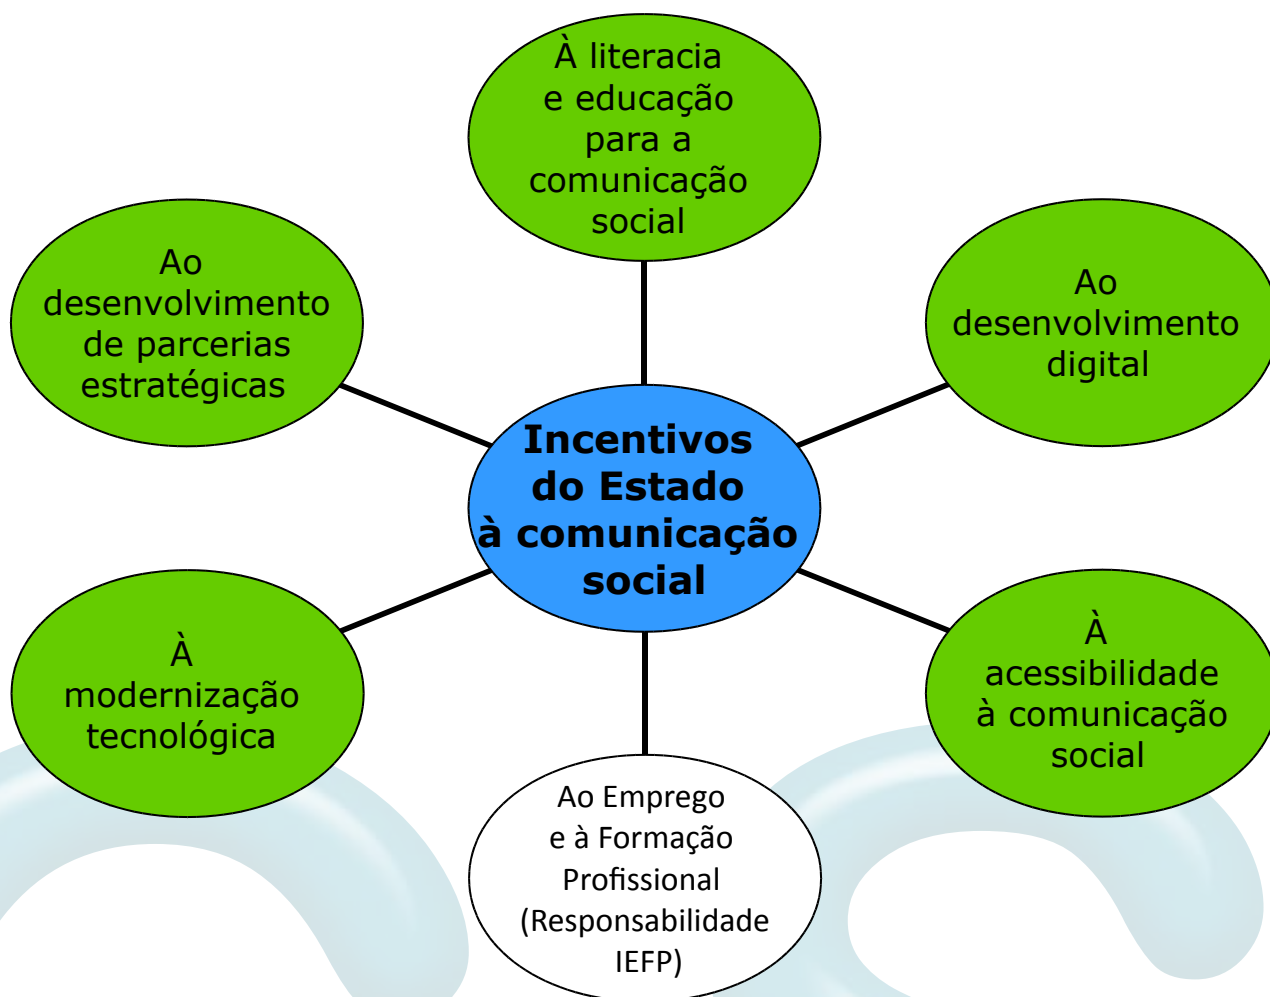 À literacia
e educação
para a
comunicação
social
Ao
desenvolvimento
de parcerias
estratégicas
Ao
desenvolvimento
digital
Incentivos
do Estado
à comunicação
social
À
modernização
tecnológica
À
acessibilidade
à comunicação
social
Ao Emprego
e à Formação
Profissional
(Responsabilidade
IEFP)